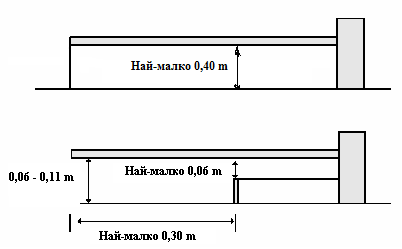 Най-малко 0,40 m
Най-малко 0,06 m
0,06 - 0,11 m
Най-малко 0,30 m